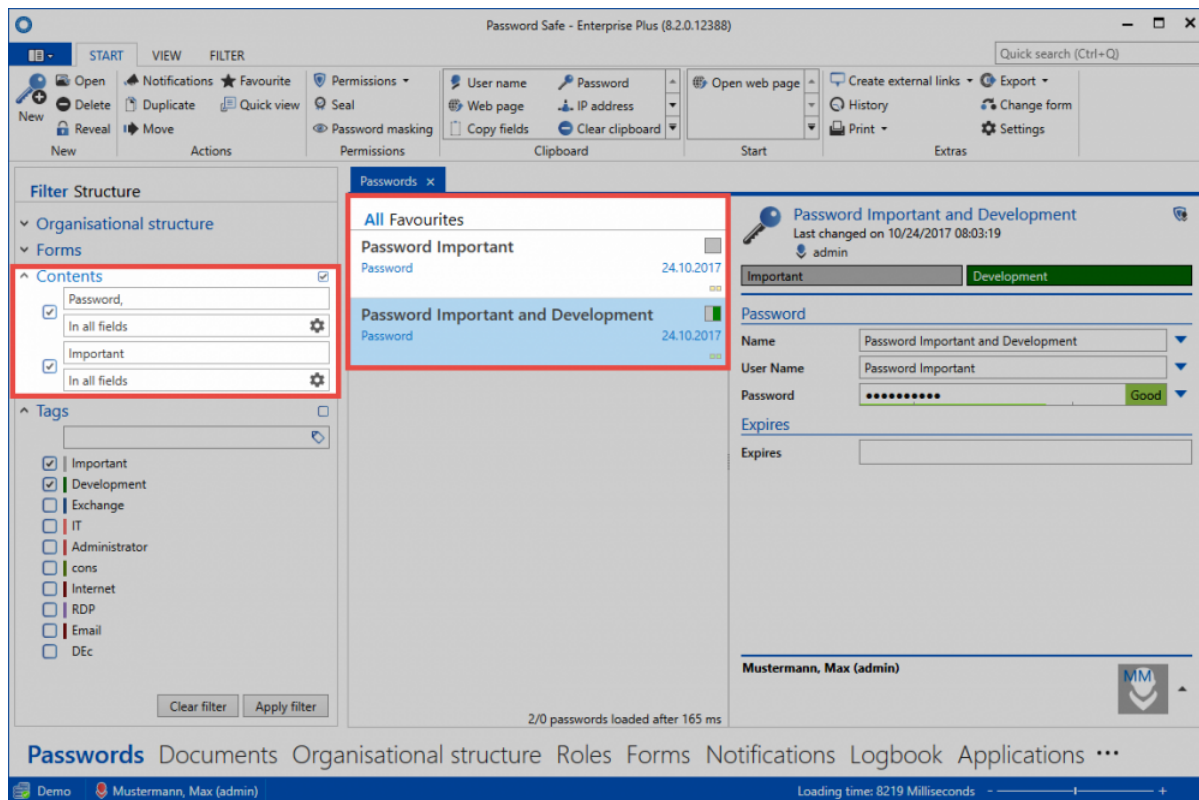 Password Safe - Enterprise Plus (8.2.0.12388)
START VIEW FILTER
Quick search (Ctrl+Q)
New
Open
Delete
Reveal
New
Notifications Favourite
Duplicate Quick view
Move
Actions
Permissions
Seal
Password masking
Permissions
User name Password
Web page IP address
Copy fields Clear clipboard
Clipboard
Open web page
Start
Create external links Export
History Change form
Print Settings
Extras
Filter Structure
Organisational structure
Forms
Contents
Password,
In all fields
Important
In all fields
Tags
Important
Development
Exchange
IT
Administrator
cons
Internet
RDP
Email
DEc
Clear filter Apply filter
Passwords
All Favourites
Password Important
Password 24.10.2017
Password Important and Development
Password 24.10.2017
2/0 passwords loaded after 165 ms
Password Important and Development
Last changed on 10/24/2017 08:03:19
admin
Important Development
Password
Name Password Important and Development
User Name Password Important
Password •••••••••• Good
Expires
Expires
Mustermann, Max (admin)
MM
Passwords Documents Organisational structure Roles Forms Notifications Logbook Applications •••
Demo Mustermann, Max (admin) Loading time: 8219 Milliseconds - +